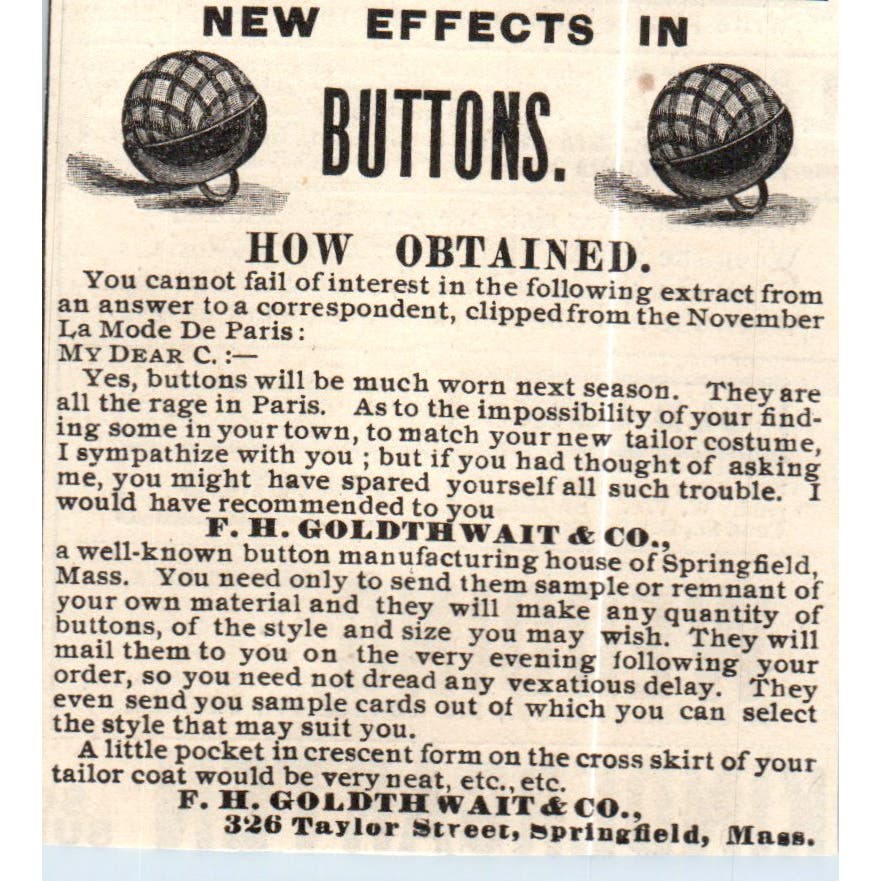 NEW EFFECTS IN
BUTTONS.
HOW OBTAINED.
You cannot fail of interest in the following extract from
an answer to a correspondent, clipped from the November
La Mode De Paris:
MY DEAR C. :—
Yes, buttons will be much worn next season. They are
all the rage in Paris. As to the impossibility of your find-
ing some in your town, to match your new tailor costume,
I sympathize with you ; but if you had thought of asking
me, you might have spared yourself all such trouble. I
would have recommended to you
F. H. GOLDTHWAIT & CO.,
a well-known button manufacturing house of Springfield,
Mass. You need only to send them sample or remnant of
your own material and they will make any quantity of
buttons, of the style and size you may wish. They will
mail them to you on the very evening following your
order, so you need not dread any vexatious delay. They
even send you sample cards out of which you can select
the style that may suit you.
A little pocket in crescent form on the cross skirt of your
tailor coat would be very neat, etc., etc.
F. H. GOLDTHWAIT & CO.,
326 Taylor Street, Springfield, Mass.